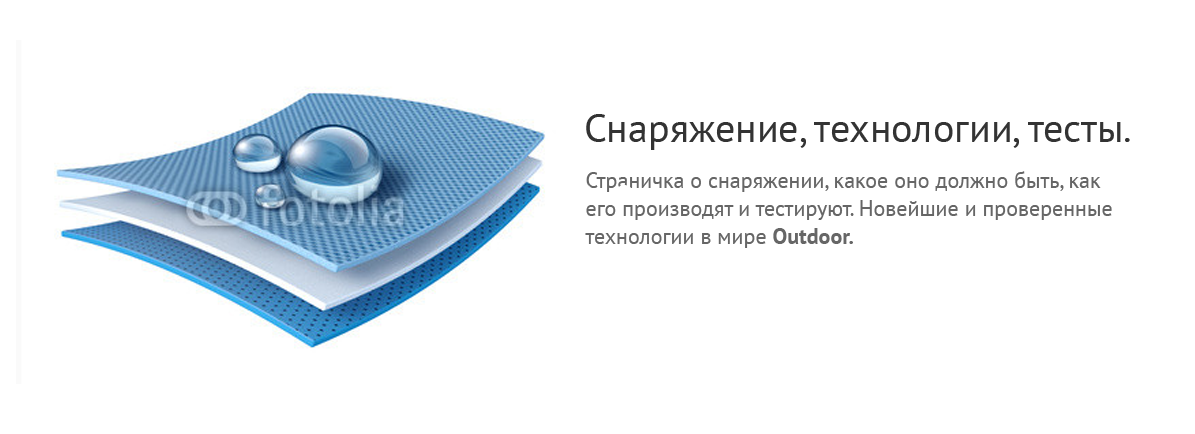 Снаряжение, технологии, тесты.
Страничка о снаряжении, какое оно должно быть, как
его производят и тестируют. Новейшие и проверенные
технологии в мире Outdoor.
fotolia